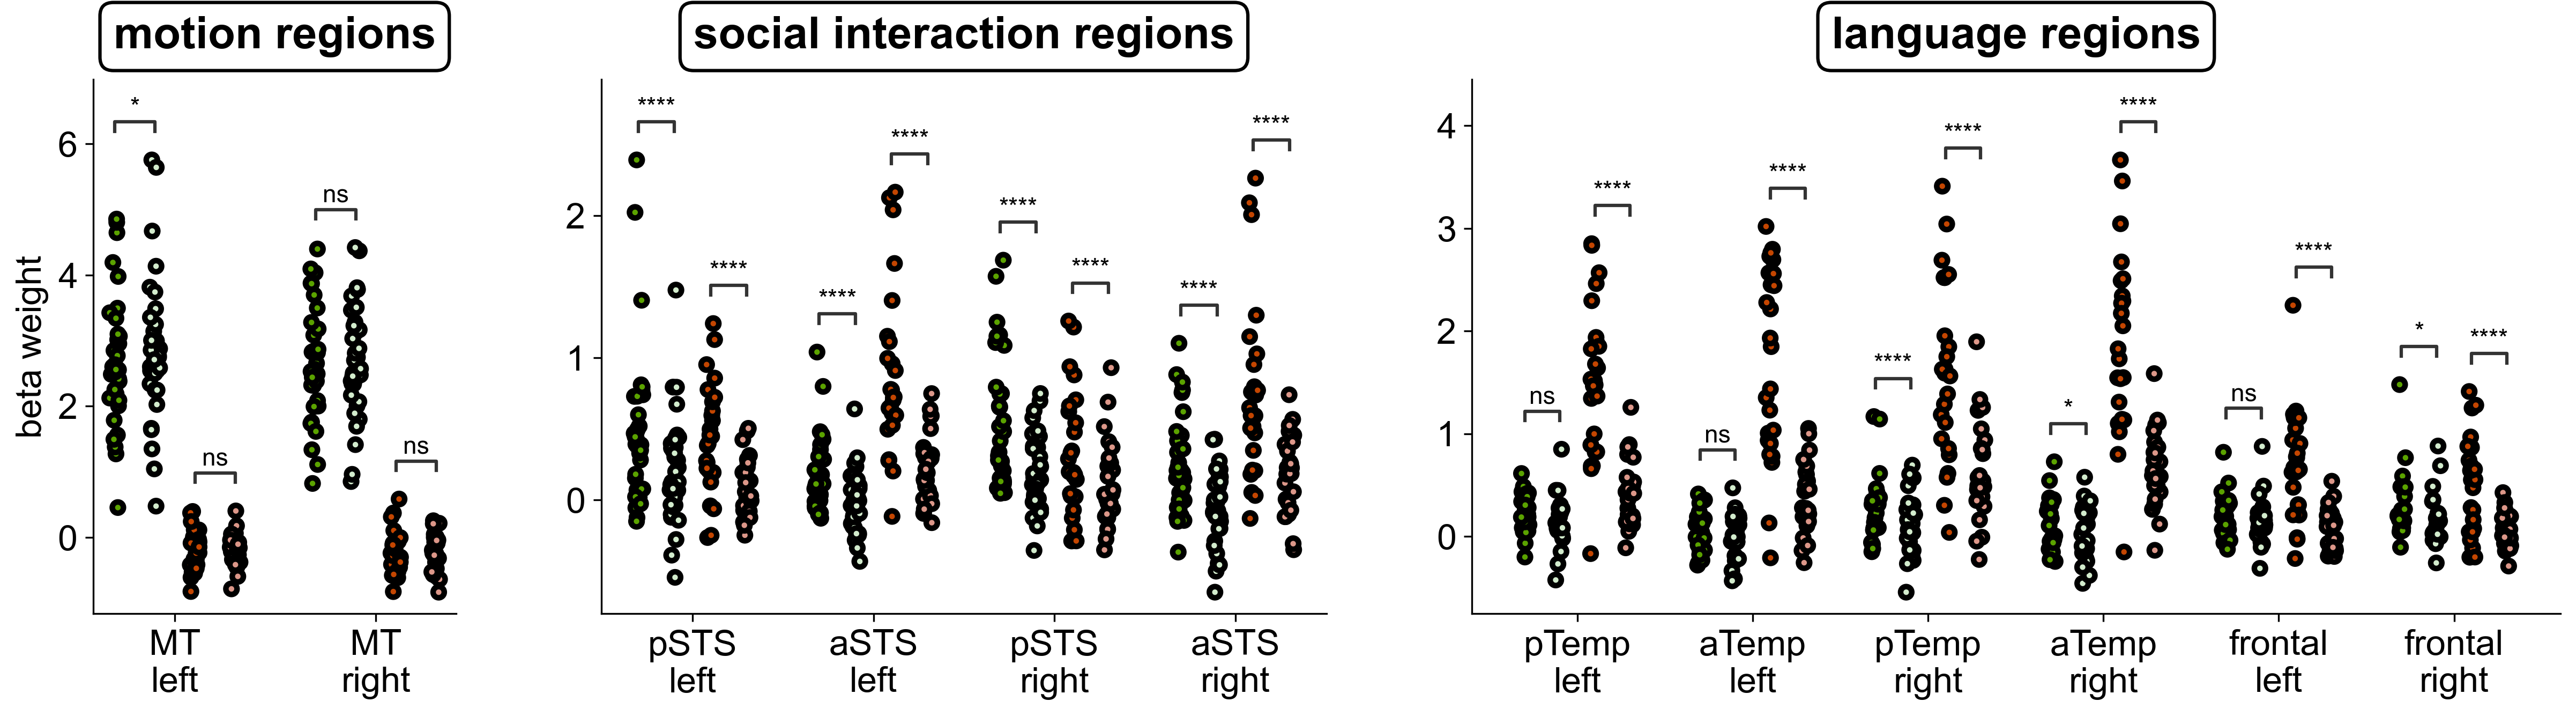 motion regions
social interaction regions
language regions
beta weight
6
4
2
0
*
ns
ns
ns
MT
left
MT
right
2
1
0
****
****
****
****
****
****
****
****
pSTS
left
aSTS
left
pSTS
right
aSTS
right
4
3
2
1
0
ns
****
ns
****
****
****
*
****
ns
****
*
****
pTemp
left
aTemp
left
pTemp
right
aTemp
right
frontal
left
frontal
right